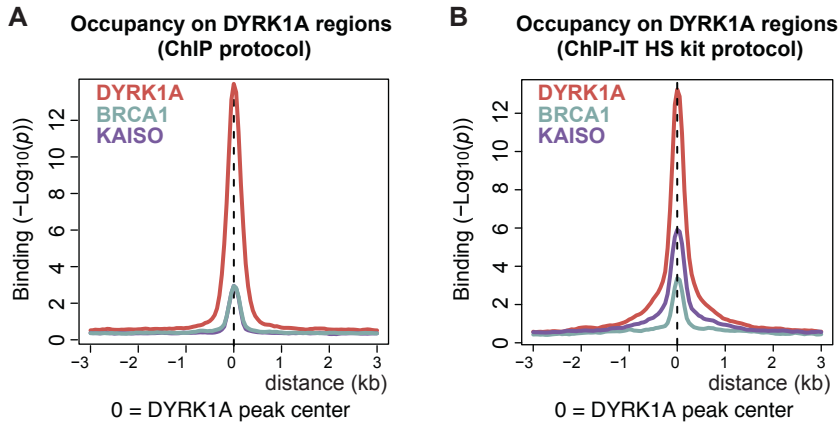 A
Occupancy on DYRK1A regions
(ChIP protocol)
DYRK1A
BRCA1
KAISO
Binding (−Log10(p))
0 2 4 6 8 10 12
−3 −2 −1 0 1 2 3
distance (kb)
0 = DYRK1A peak center
B
Occupancy on DYRK1A regions
(ChIP-IT HS kit protocol)
DYRK1A
BRCA1
KAISO
Binding (−Log10(p))
0 2 4 6 8 10 12
−3 −2 −1 0 1 2 3
distance (kb)
0 = DYRK1A peak center